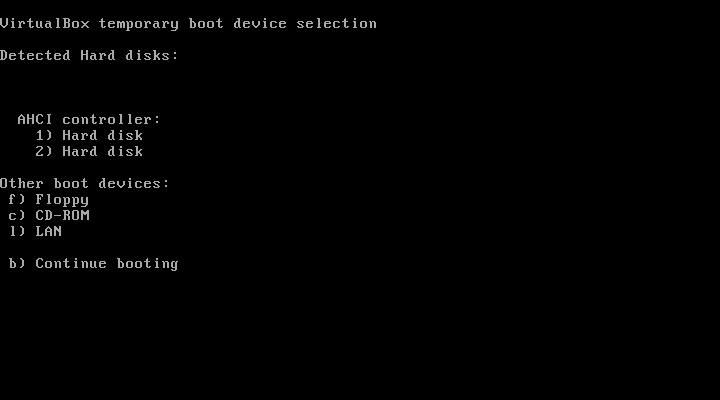 VirtualBox temporary boot device selection
Detected Hard disks:
AHCI controller:
1) Hard disk
2) Hard disk
Other boot devices:
f) Floppy
c) CD-ROM
l) LAN
b) Continue booting